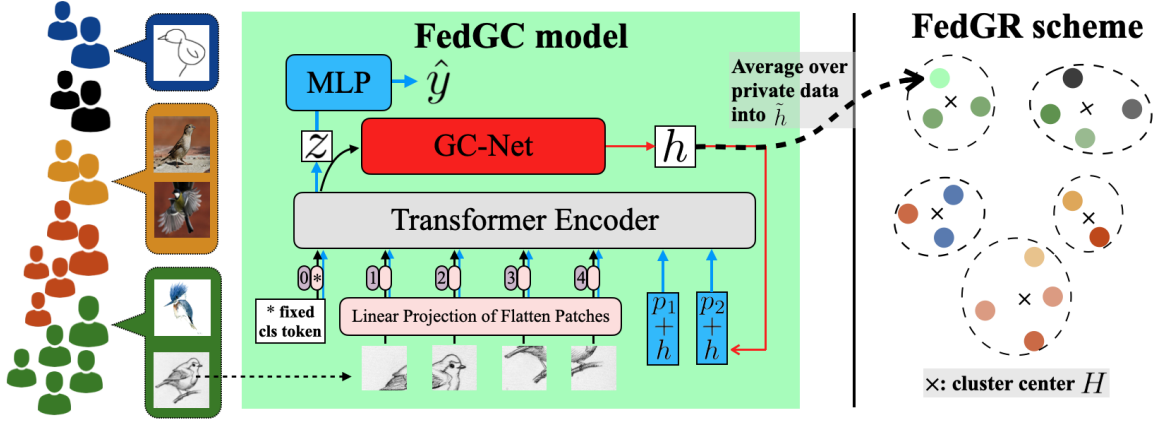 FedGC model
FedGR scheme
MLP
ŷ
Average over
private data
into h̃
z
GC-Net
h
Transformer Encoder
0 * 1 2 3 4
* fixed
cls token
Linear Projection of Flatten Patches
p₁
+
h
p₂
+
h
×: cluster center H